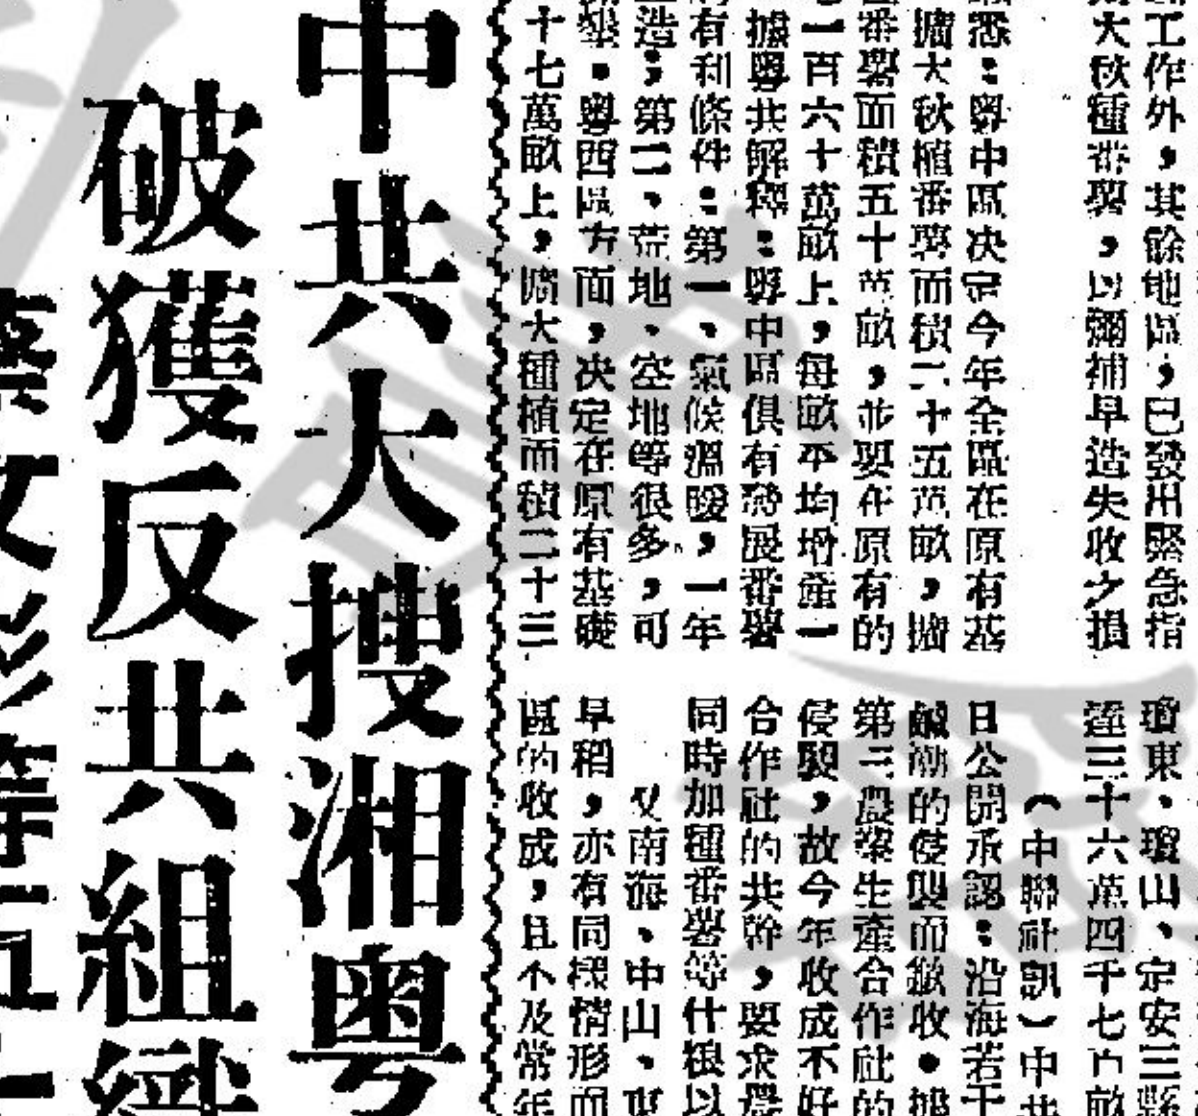 工作外，其餘地區，已發出緊急指
大秋種番薯，以彌補早造失收之損
悉：粵中區決定今年全區在原有基
擴大秋植番薯面積二十五萬畝，擴
番薯面積五十萬畝，並要在原有的
一百六十萬畝上，每畝平均增產一
據粵共解釋：粵中區俱有發展番薯
有利條件：第一、氣候溫暖，一年
造；第二、荒地、空地等很多，可
。粵西區方面，決定在原有基礎
十七萬畝上，擴大種植面積二十三
瓊東、瓊山、定安三縣
達三十六萬四千七百畝
（中聯社訊）中共
日公開承認：沿海若干
鹹潮的侵襲而歉收。據
第三農業生產合作社的
侵襲，故今年收成不好
合作社的共幹，要求農
同時加種番薯等什糧以
又南海、中山、東
早稻，亦有同樣情形而
區的收成，且不及常年
中共大搜湘粵
破獲反共組織
文彬等五